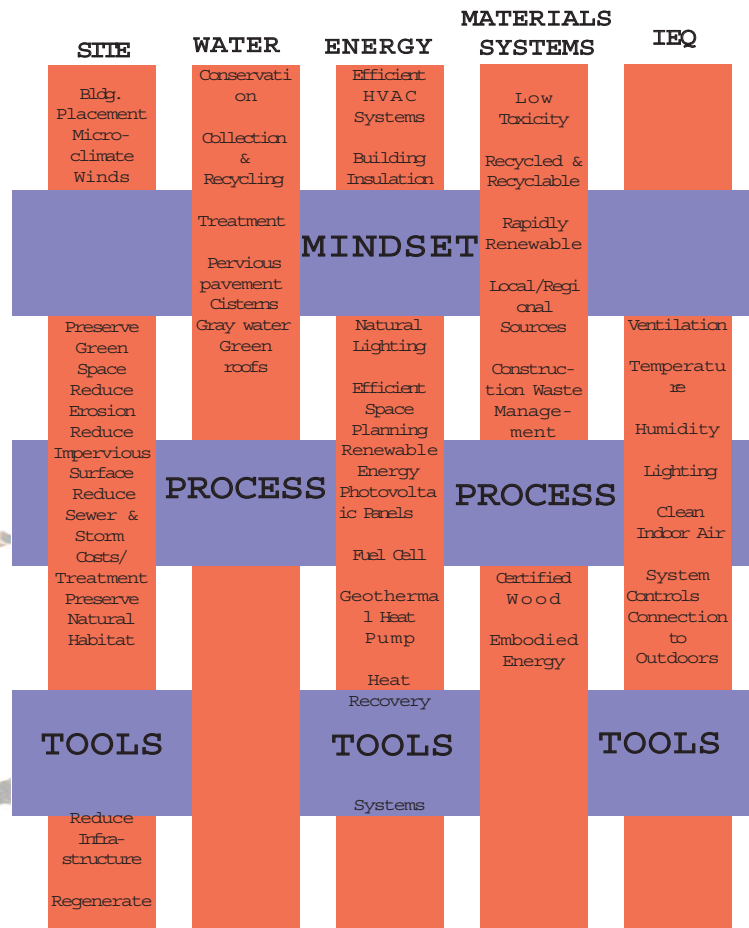 SITE
Bldg.
Placement
Micro-
climate
Winds
Preserve
Green
Space
Reduce
Erosion
Reduce
Impervious
Surface
Reduce
Sewer &
Storm
Costs/
Treatment
Preserve
Natural
Habitat
Reduce
Infra-
structure
Regenerate
WATER
Conservati
on
Collection
&
Recycling
Treatment
Pervious
pavement
Cisterns
Gray water
Green
roofs
ENERGY
Efficient
HVAC
Systems
Building
Insulation
Natural
Lighting
Efficient
Space
Planning
Renewable
Energy
Photovolta
ic Panels
Fuel Cell
Geotherma
l Heat
Pump
Heat
Recovery
Systems
MATERIALS
SYSTEMS
Low
Toxicity
Recycled &
Recyclable
Rapidly
Renewable
Local/Regi
onal
Sources
Construc-
tion Waste
Manage-
ment
Certified
Wood
Embodied
Energy
IEQ
Ventilation
Temperatu
re
Humidity
Lighting
Clean
Indoor Air
System
Controls
Connection
to
Outdoors
MINDSET
PROCESS
PROCESS
TOOLS
TOOLS
TOOLS